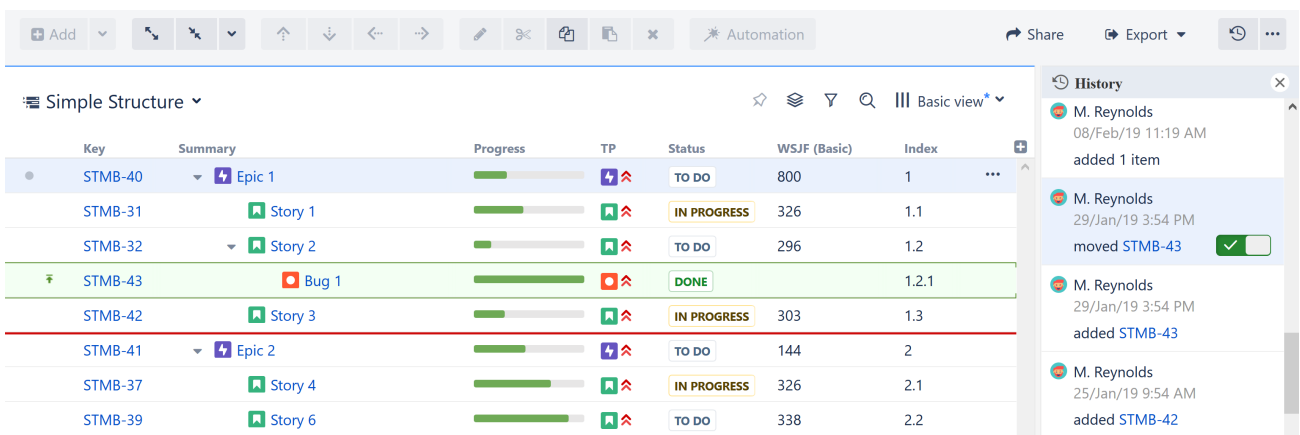 Add Automation Share Export
Simple Structure Basic view*
Key Summary Progress TP Status WSJF (Basic) Index
STMB-40 Epic 1 TO DO 800 1
STMB-31 Story 1 IN PROGRESS 326 1.1
STMB-32 Story 2 TO DO 296 1.2
STMB-43 Bug 1 DONE 1.2.1
STMB-42 Story 3 IN PROGRESS 303 1.3
STMB-41 Epic 2 TO DO 144 2
STMB-37 Story 4 IN PROGRESS 326 2.1
STMB-39 Story 6 TO DO 338 2.2
History
M. Reynolds
08/Feb/19 11:19 AM
added 1 item
M. Reynolds
29/Jan/19 3:54 PM
moved STMB-43
M. Reynolds
29/Jan/19 3:54 PM
added STMB-43
M. Reynolds
25/Jan/19 9:54 AM
added STMB-42